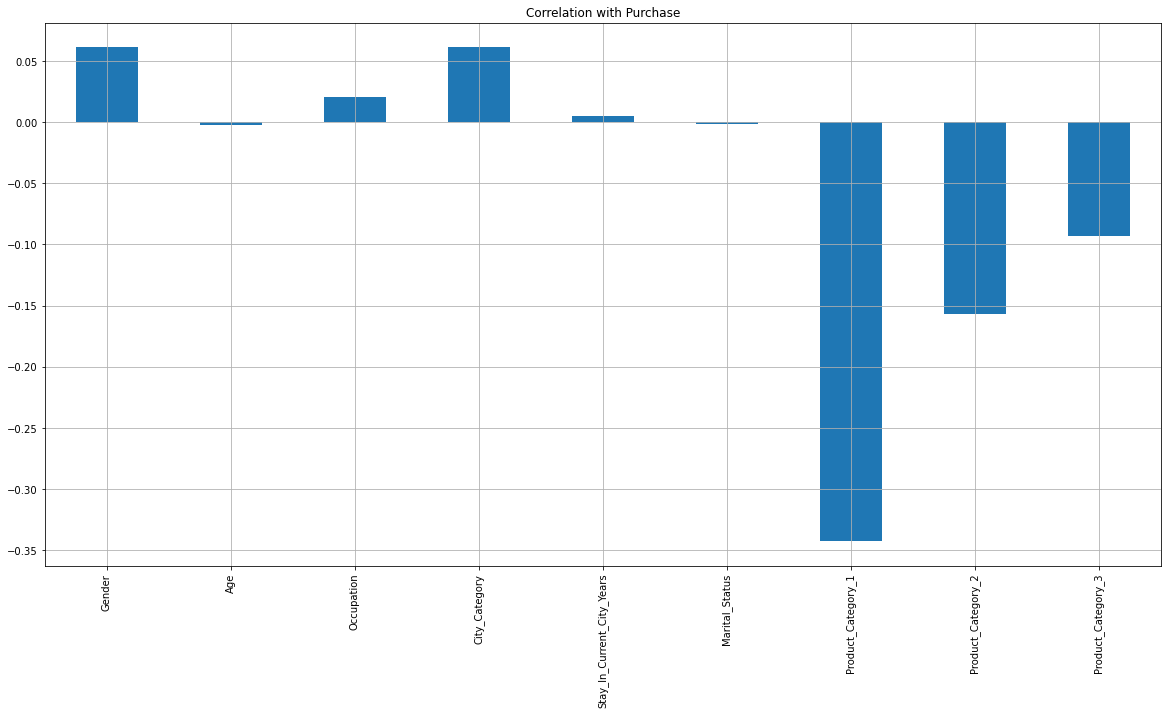 Correlation with Purchase
0.05
0.00
−0.05
−0.10
−0.15
−0.20
−0.25
−0.30
−0.35
Gender
Age
Occupation
City_Category
Stay_In_Current_City_Years
Marital_Status
Product_Category_1
Product_Category_2
Product_Category_3